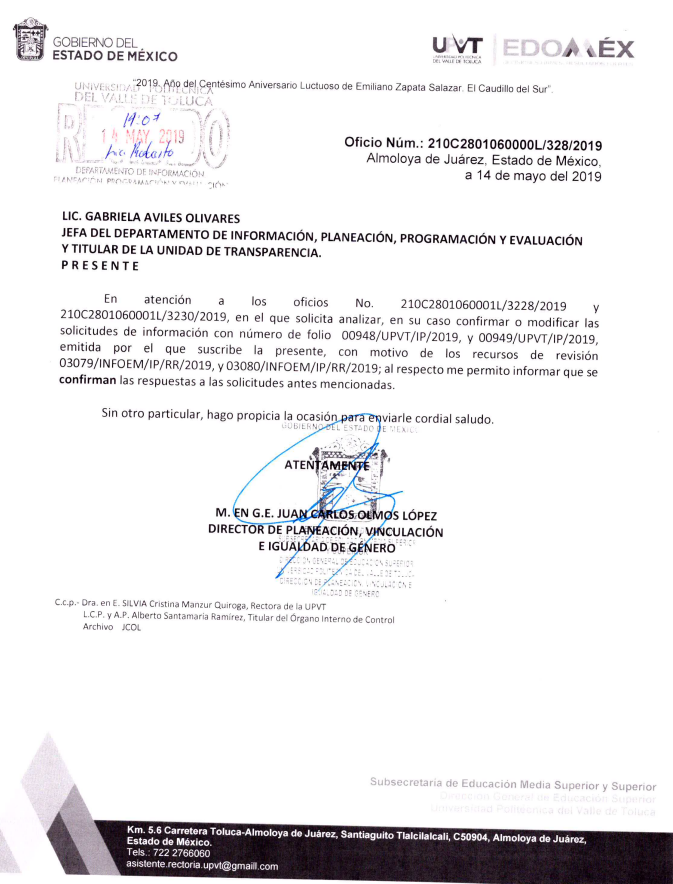 GOBIERNO DEL
ESTADO DE MÉXICO
UPVT
UNIVERSIDAD POLITÉCNICA
DEL VALLE DE TOLUCA
EDOMÉX
"2019. Año del Centésimo Aniversario Luctuoso de Emiliano Zapata Salazar. El Caudillo del Sur".
UNIVERSIDAD POLITÉCNICA
DEL VALLE DE TOLUCA
19:07
14 MAY 2019
DEPARTAMENTO DE INFORMACIÓN
PLANEACIÓN, PROGRAMACIÓN Y EVALUACIÓN
Oficio Núm.: 210C2801060000L/328/2019
Almoloya de Juárez, Estado de México,
a 14 de mayo del 2019
LIC. GABRIELA AVILES OLIVARES
JEFA DEL DEPARTAMENTO DE INFORMACIÓN, PLANEACIÓN, PROGRAMACIÓN Y EVALUACIÓN
Y TITULAR DE LA UNIDAD DE TRANSPARENCIA.
P R E S E N T E
En atención a los oficios No. 210C2801060001L/3228/2019 y
210C2801060001L/3230/2019, en el que solicita analizar, en su caso confirmar o modificar las
solicitudes de información con número de folio 00948/UPVT/IP/2019, y 00949/UPVT/IP/2019,
emitida por el que suscribe la presente, con motivo de los recursos de revisión
03079/INFOEM/IP/RR/2019, y 03080/INFOEM/IP/RR/2019; al respecto me permito informar que se
confirman las respuestas a las solicitudes antes mencionadas.
Sin otro particular, hago propicia la ocasión para enviarle cordial saludo.
GOBIERNO DEL ESTADO DE MÉXICO
ATENTAMENTE
M. EN G.E. JUAN CARLOS OLMOS LÓPEZ
DIRECTOR DE PLANEACIÓN, VINCULACIÓN
E IGUALDAD DE GÉNERO
DIRECCIÓN GENERAL DE EDUCACIÓN SUPERIOR
UNIVERSIDAD POLITÉCNICA DEL VALLE DE TOLUCA
DIRECCIÓN DE PLANEACIÓN, VINCULACIÓN E
IGUALDAD DE GÉNERO
C.c.p.- Dra. en E. SILVIA Cristina Manzur Quiroga, Rectora de la UPVT
L.C.P. y A.P. Alberto Santamaría Ramírez, Titular del Órgano Interno de Control
Archivo JCOL
Subsecretaría de Educación Media Superior y Superior
Dirección General de Educación Superior
Universidad Politécnica del Valle de Toluca
Km. 5.6 Carretera Toluca-Almoloya de Juárez, Santiaguito Tlalcilalcali, C50904, Almoloya de Juárez,
Estado de México.
Tels.: 722 2766060
asistente.rectoria.upvt@gmaill.com